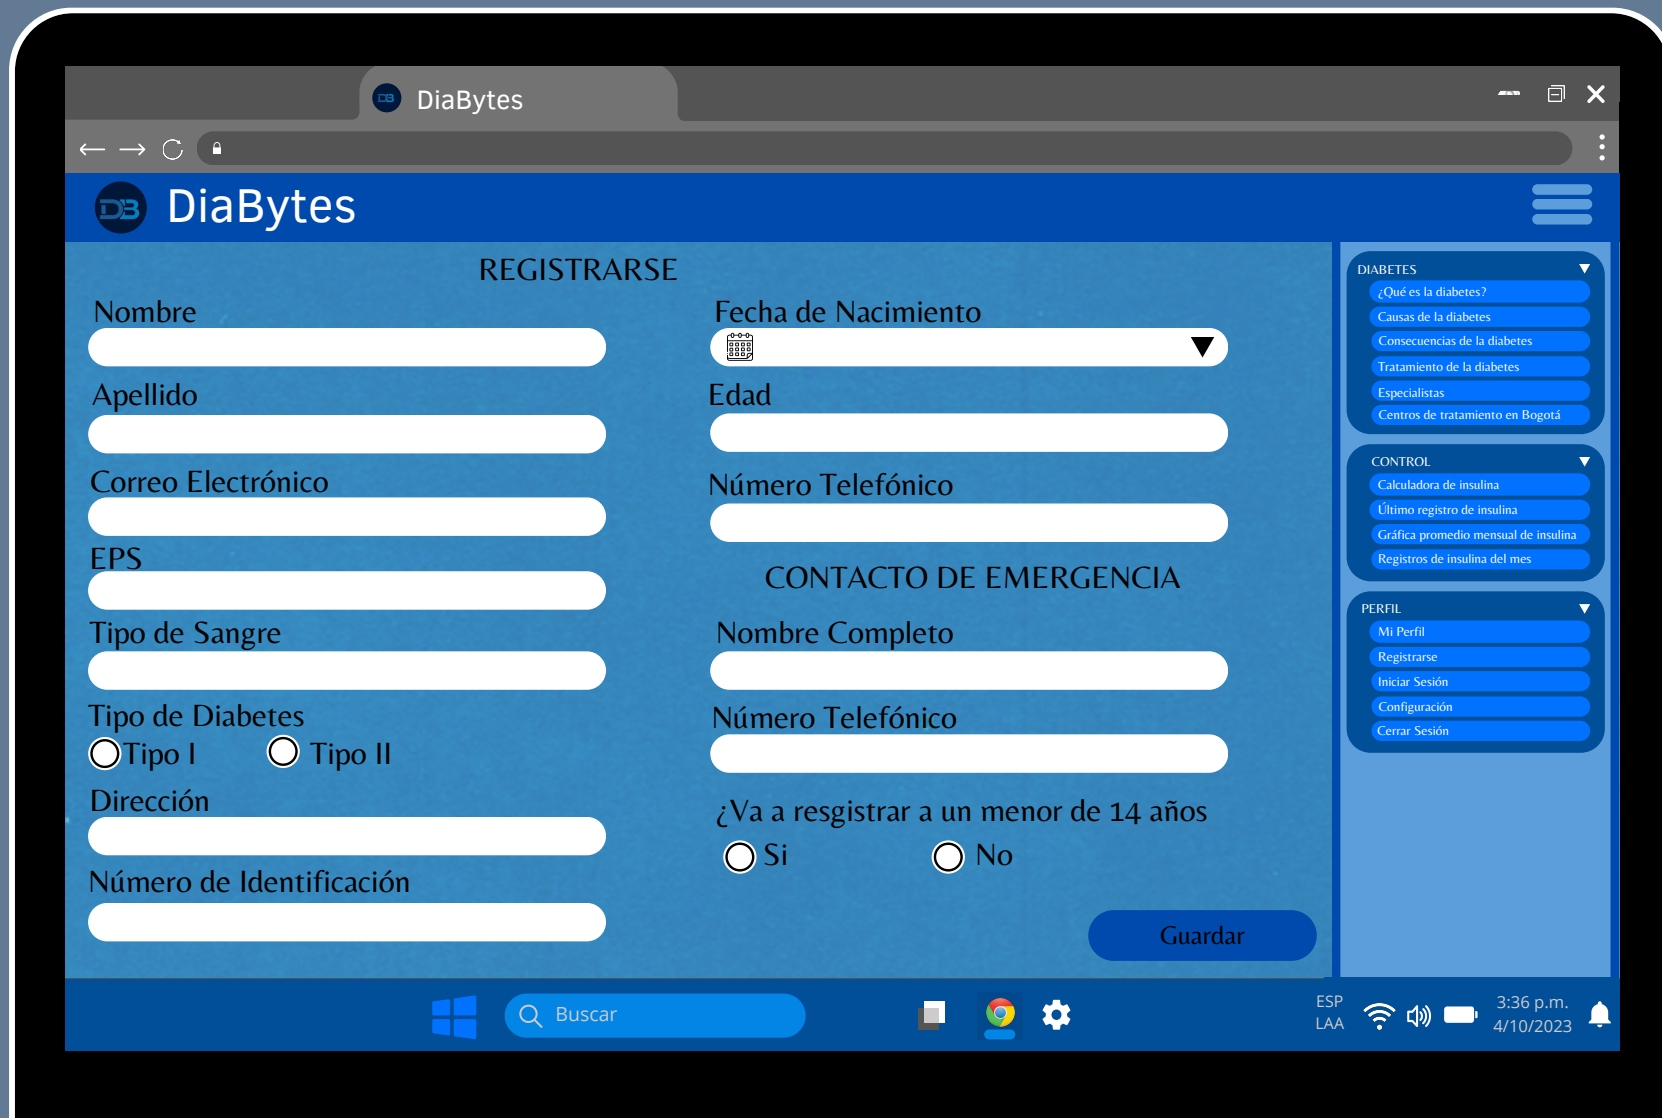 DB DiaBytes
DB DiaBytes
REGISTRARSE
Nombre
Apellido
Correo Electrónico
EPS
Tipo de Sangre
Tipo de Diabetes
Tipo I Tipo II
Dirección
Número de Identificación
Fecha de Nacimiento
Edad
Número Telefónico
CONTACTO DE EMERGENCIA
Nombre Completo
Número Telefónico
¿Va a resgistrar a un menor de 14 años
Si No
Guardar
DIABETES
¿Qué es la diabetes?
Causas de la diabetes
Consecuencias de la diabetes
Tratamiento de la diabetes
Especialistas
Centros de tratamiento en Bogotá
CONTROL
Calculadora de insulina
Último registro de insulina
Gráfica promedio mensual de insulina
Registros de insulina del mes
PERFIL
Mi Perfil
Registrarse
Iniciar Sesión
Configuración
Cerrar Sesión
Buscar
ESP
LAA
3:36 p.m.
4/10/2023